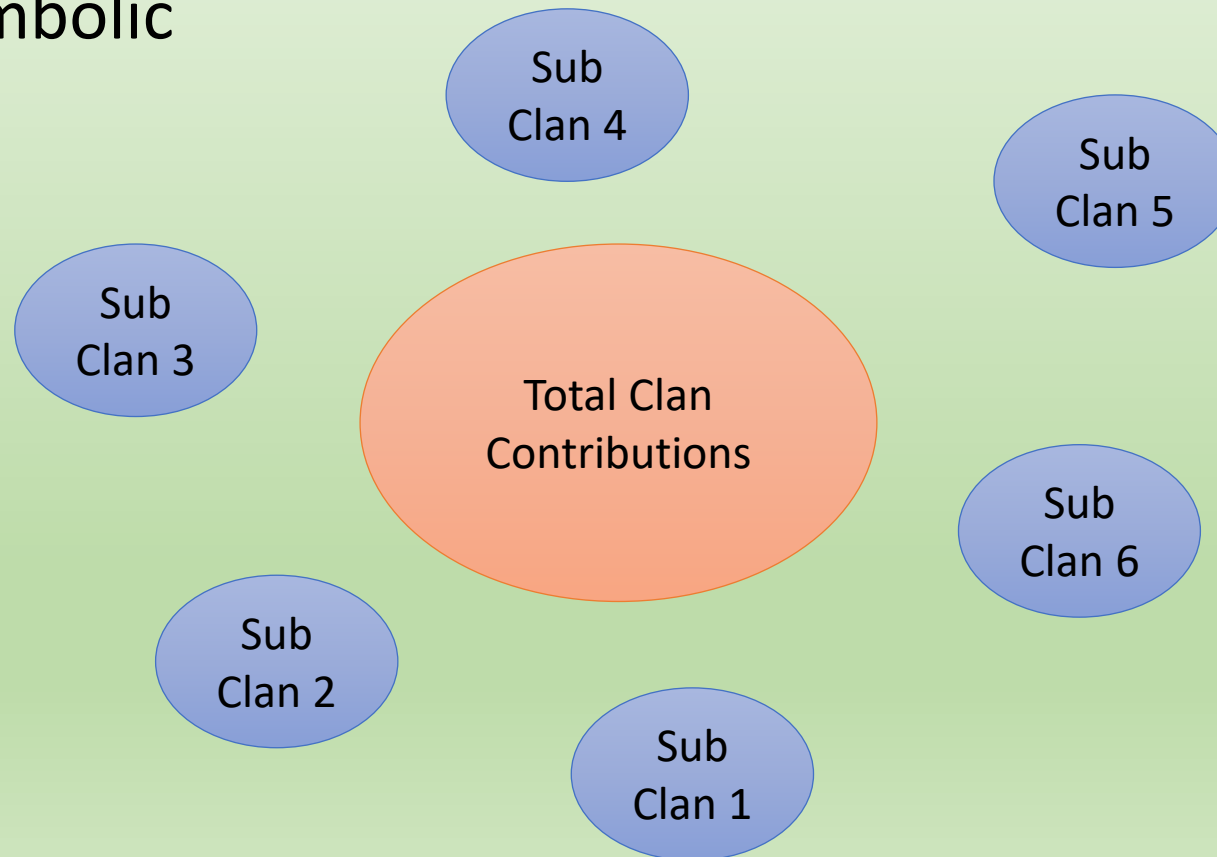 mbolic
Sub
Clan 4
Sub
Clan 5
Sub
Clan 3
Total Clan
Contributions
Sub
Clan 6
Sub
Clan 2
Sub
Clan 1